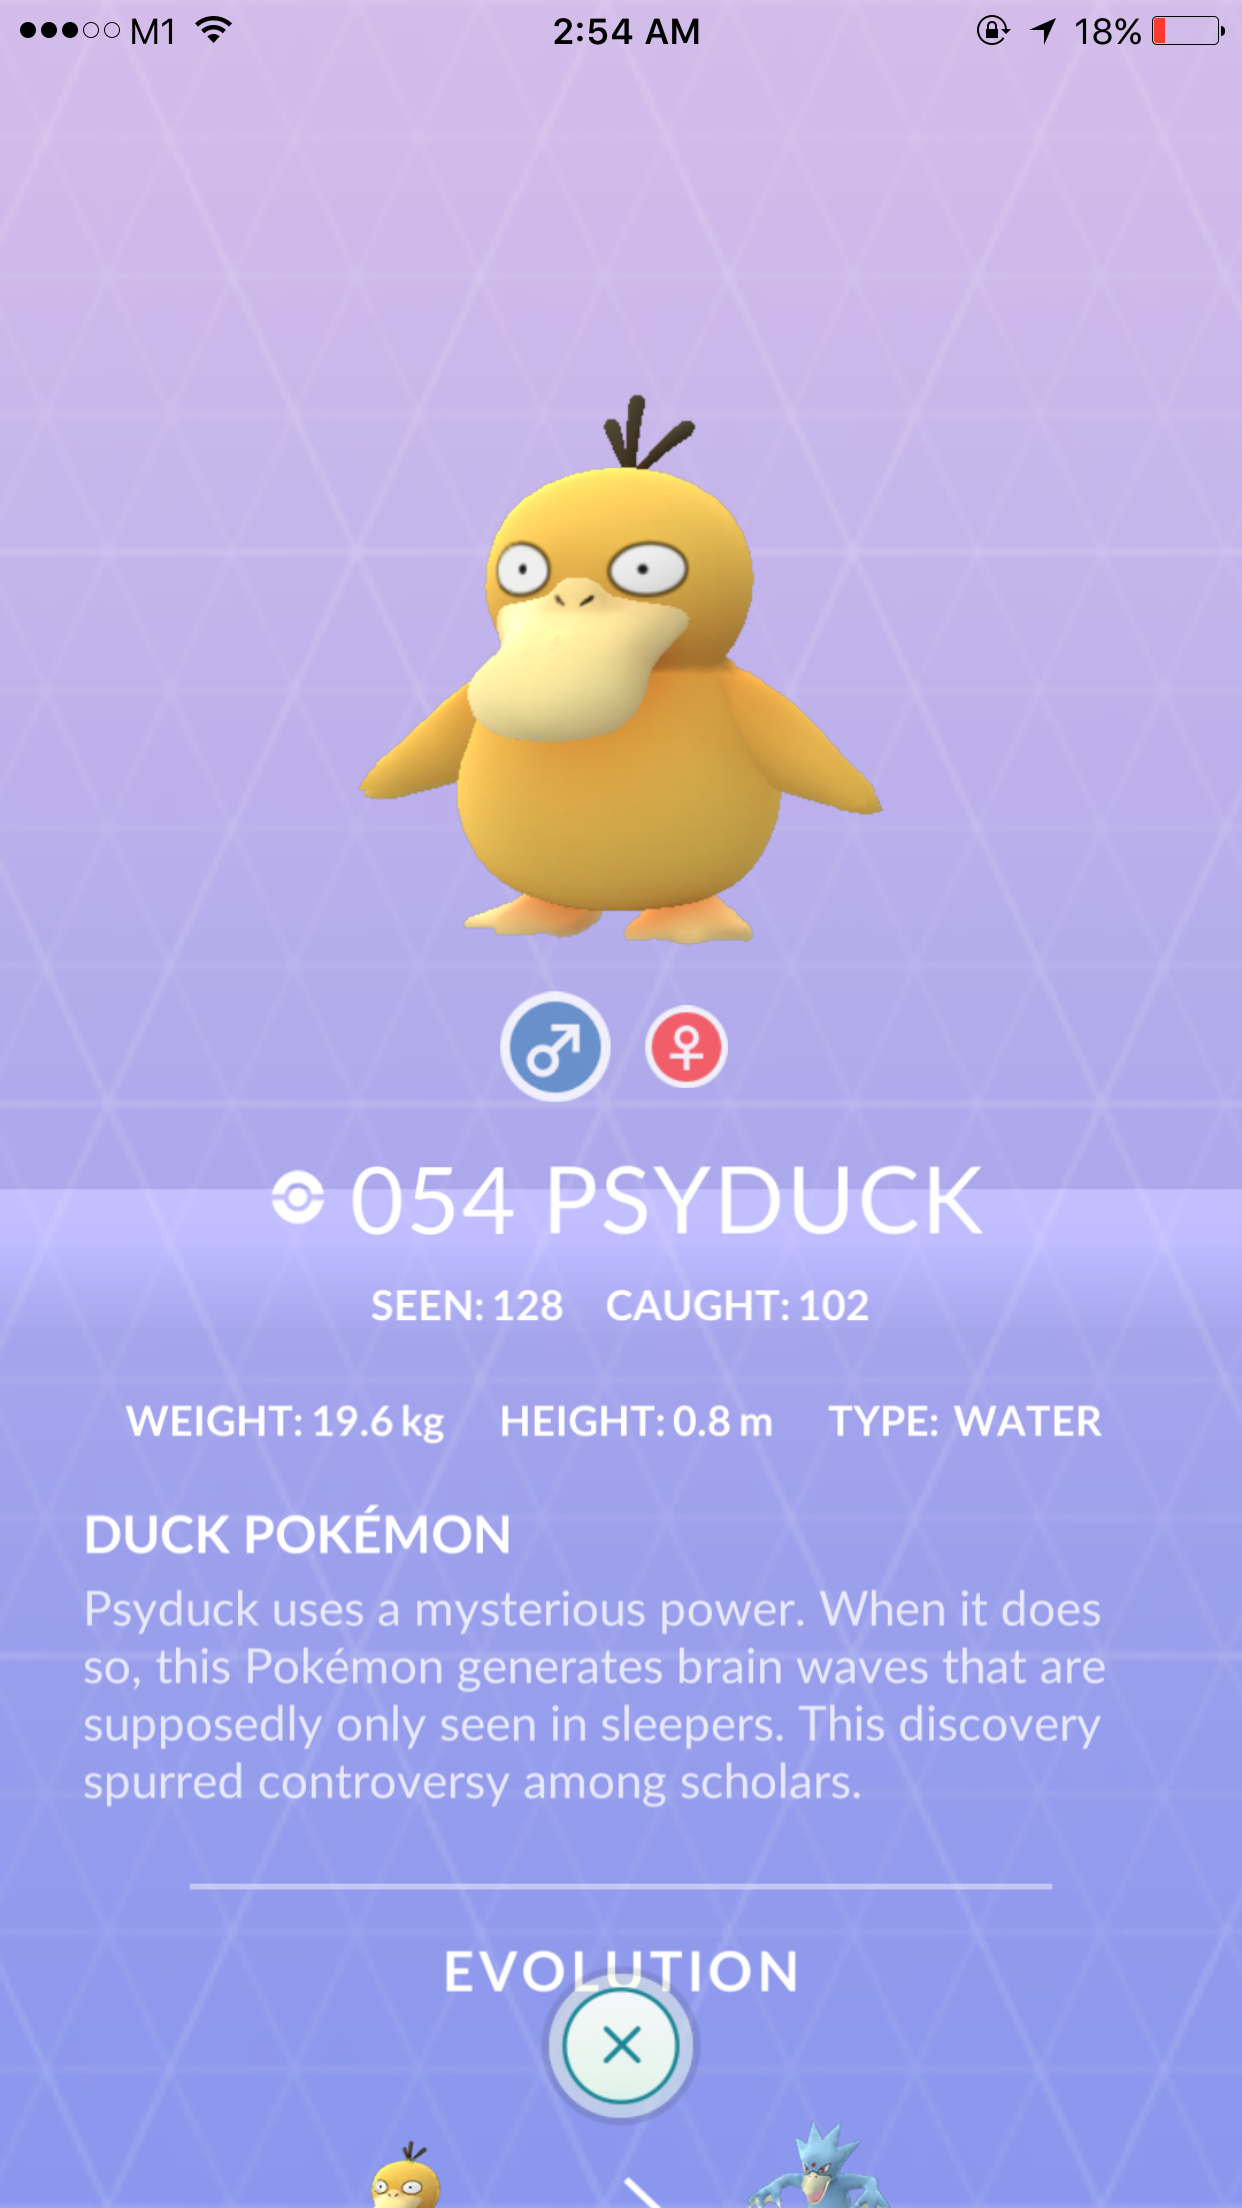 M1 2:54 AM 18%
054 PSYDUCK
SEEN: 128 CAUGHT: 102
WEIGHT: 19.6 kg HEIGHT: 0.8 m TYPE: WATER
DUCK POKÉMON
Psyduck uses a mysterious power. When it does
so, this Pokémon generates brain waves that are
supposedly only seen in sleepers. This discovery
spurred controversy among scholars.
EVOLUTION